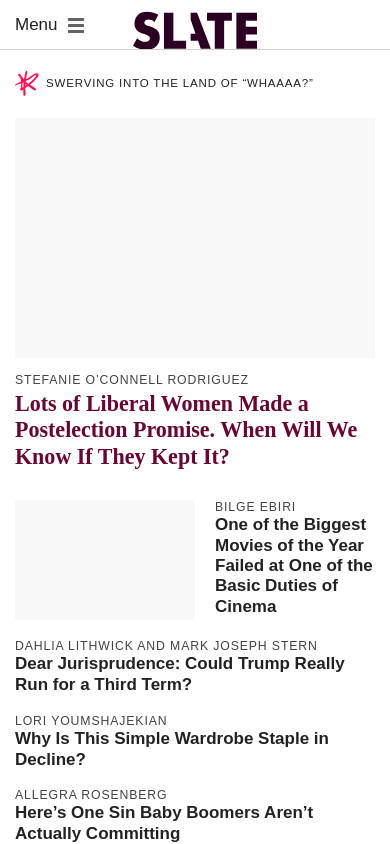 Menu
SLATE
SWERVING INTO THE LAND OF “WHAAAA?”
STEFANIE O’CONNELL RODRIGUEZ
Lots of Liberal Women Made a
Postelection Promise. When Will We
Know If They Kept It?
BILGE EBIRI
One of the Biggest
Movies of the Year
Failed at One of the
Basic Duties of
Cinema
DAHLIA LITHWICK AND MARK JOSEPH STERN
Dear Jurisprudence: Could Trump Really
Run for a Third Term?
LORI YOUMSHAJEKIAN
Why Is This Simple Wardrobe Staple in
Decline?
ALLEGRA ROSENBERG
Here’s One Sin Baby Boomers Aren’t
Actually Committing